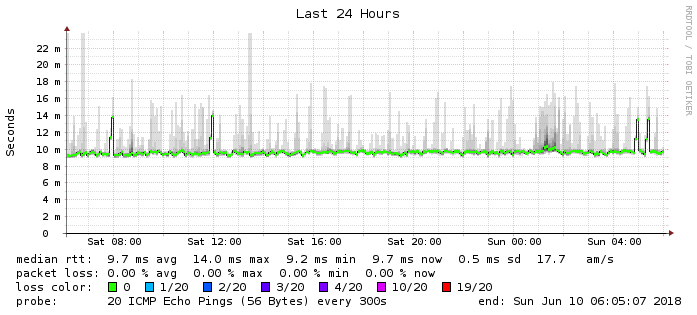 Last 24 Hours
RRDTOOL / TOBI OETIKER
Seconds
22 m
20 m
18 m
16 m
14 m
12 m
10 m
8 m
6 m
4 m
2 m
0
Sat 08:00 Sat 12:00 Sat 16:00 Sat 20:00 Sun 00:00 Sun 04:00
median rtt: 9.7 ms avg 14.0 ms max 9.2 ms min 9.7 ms now 0.5 ms sd 17.7 am/s
packet loss: 0.00 % avg 0.00 % max 0.00 % min 0.00 % now
loss color: 0 1/20 2/20 3/20 4/20 10/20 19/20
probe: 20 ICMP Echo Pings (56 Bytes) every 300s end: Sun Jun 10 06:05:07 2018